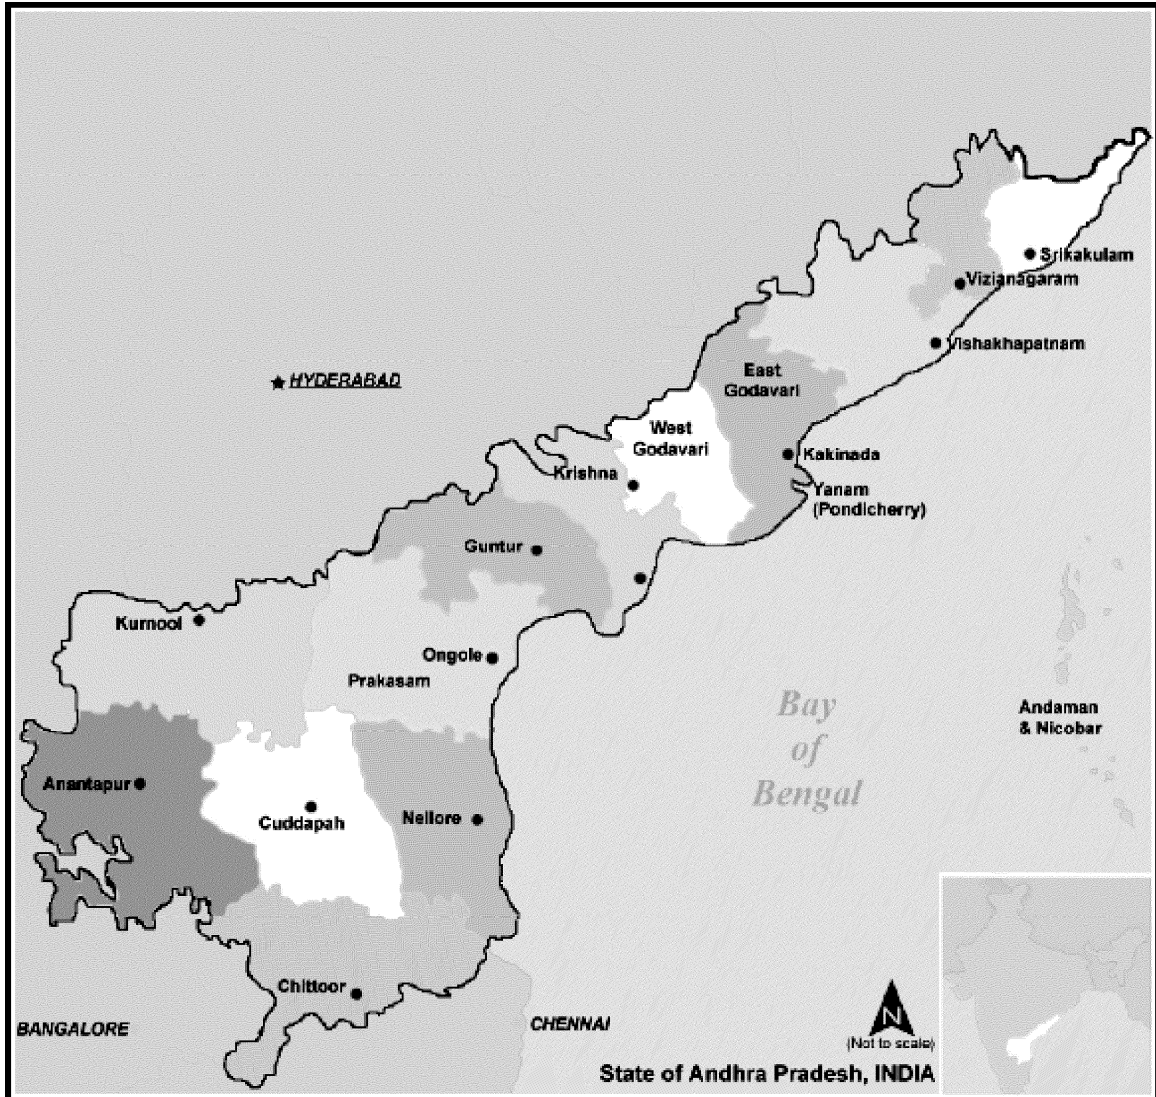 Srikakulam
Vizianagaram
Vishakhapatnam
HYDERABAD
East
Godavari
West
Godavari
Kakinada
Krishna
Yanam
(Pondicherry)
Guntur
Kurnool
Ongole
Prakasam
Bay
of
Bengal
Andaman
& Nicobar
Anantapur
Cuddapah
Nellore
Chittoor
BANGALORE
CHENNAI
N
(Not to scale)
State of Andhra Pradesh, INDIA